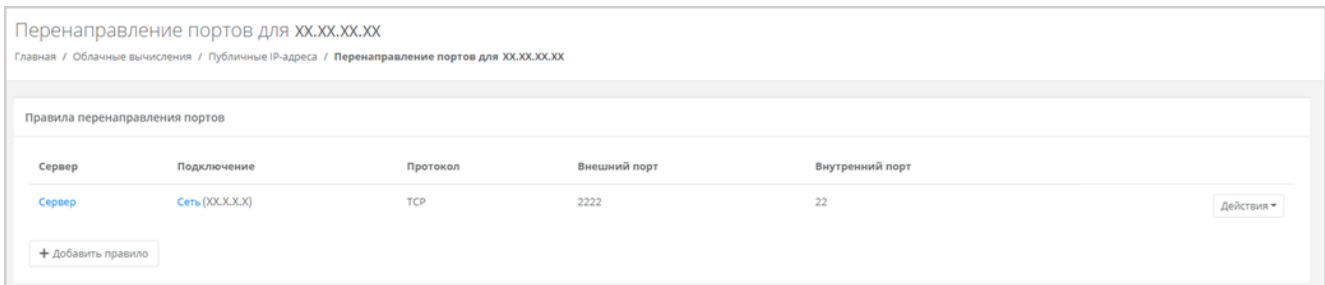 Перенаправление портов для XX.XX.XX.XX
Главная / Облачные вычисления / Публичные IP-адреса / Перенаправление портов для XX.XX.XX.XX
Правила перенаправления портов
Сервер Подключение Протокол Внешний порт Внутренний порт
Сервер Сеть (XX.X.X.X) TCP 2222 22 Действия
+ Добавить правило